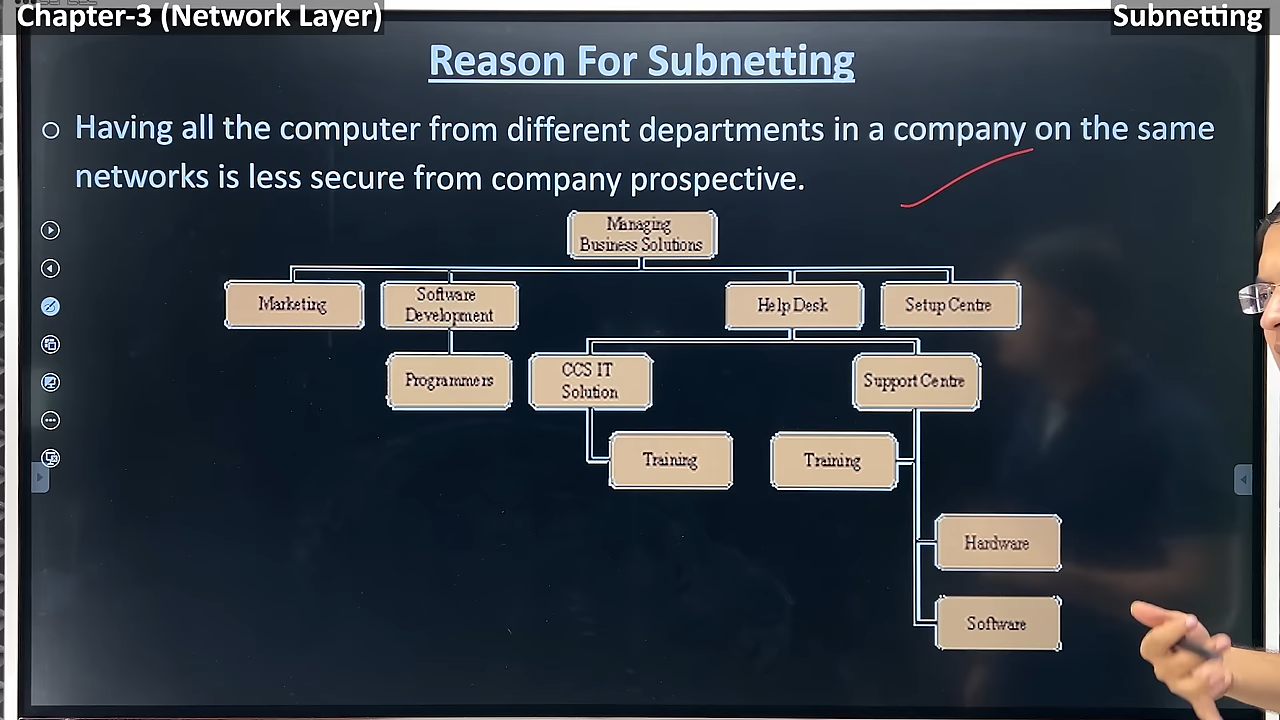 Chapter-3 (Network Layer)
Subnetting
Reason For Subnetting
Having all the computer from different departments in a company on the same
networks is less secure from company prospective.
Managing
Business Solutions
Marketing
Software
Development
Help Desk
Setup Centre
Programmers
CCS IT
Solution
Support Centre
Training
Training
Hardware
Software